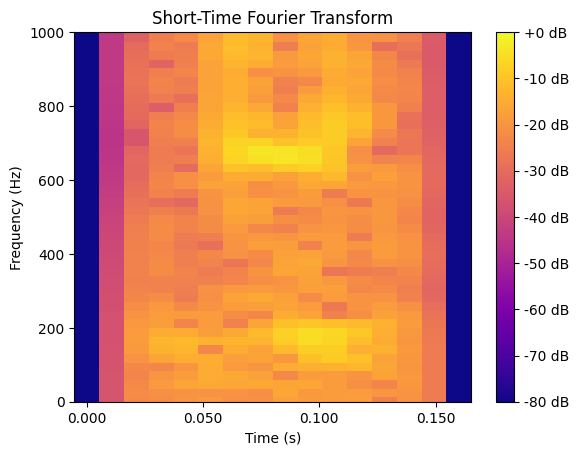 Short-Time Fourier Transform
1000
800
600
400
200
0
Frequency (Hz)
0.000
0.050
0.100
0.150
Time (s)
+0 dB
-10 dB
-20 dB
-30 dB
-40 dB
-50 dB
-60 dB
-70 dB
-80 dB